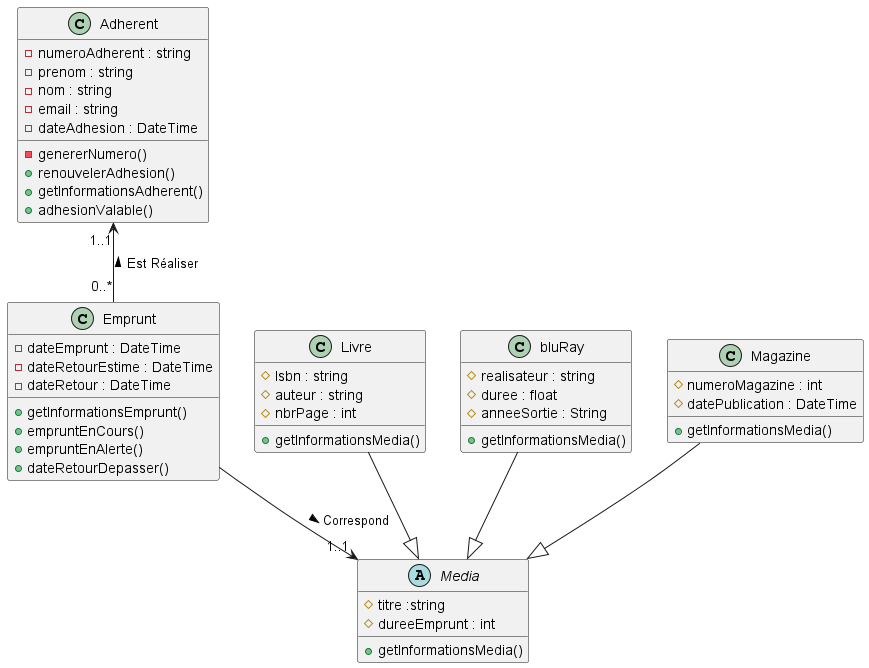 C Adherent
numeroAdherent : string
prenom : string
nom : string
email : string
dateAdhesion : DateTime
genererNumero()
renouvelerAdhesion()
getInformationsAdherent()
adhesionValable()
1..1
Est Réaliser
0..*
C Emprunt
dateEmprunt : DateTime
dateRetourEstime : DateTime
dateRetour : DateTime
getInformationsEmprunt()
empruntEnCours()
empruntEnAlerte()
dateRetourDepasser()
C Livre
Isbn : string
auteur : string
nbrPage : int
getInformationsMedia()
C bluRay
realisateur : string
duree : float
anneeSortie : String
getInformationsMedia()
C Magazine
numeroMagazine : int
datePublication : DateTime
getInformationsMedia()
Correspond
1..1
A Media
titre :string
dureeEmprunt : int
getInformationsMedia()